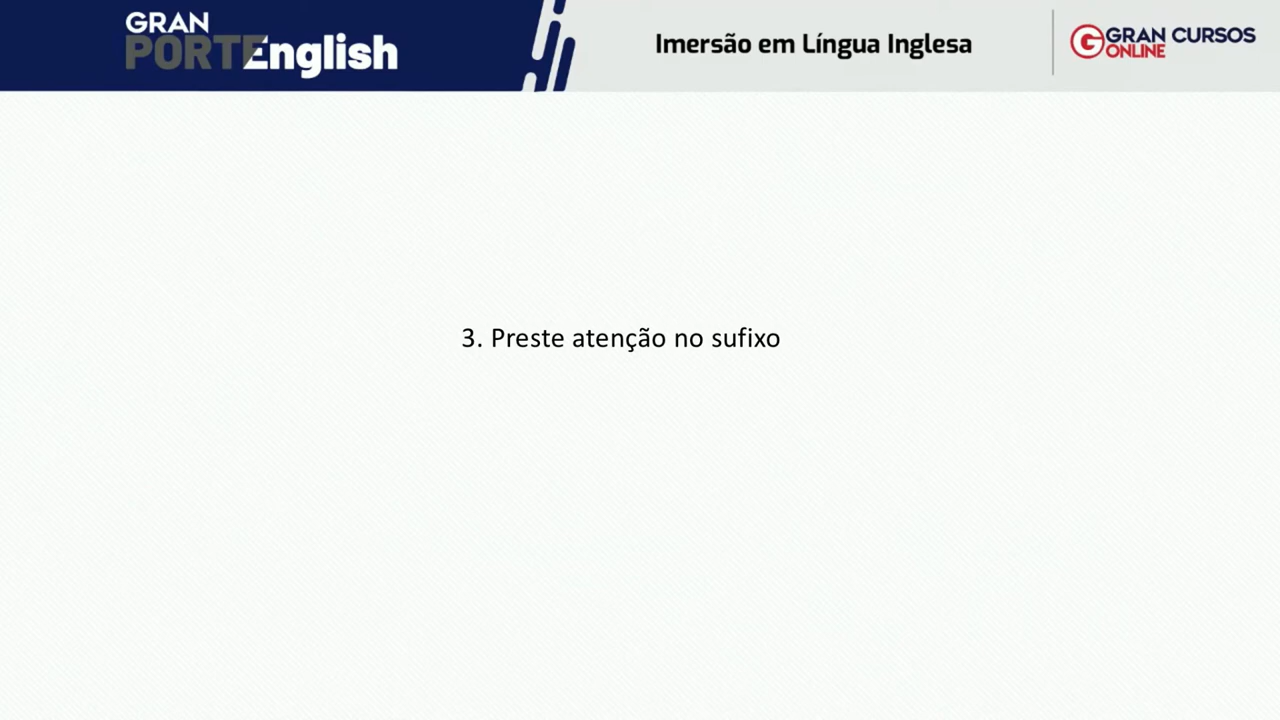 GRAN
PORTEnglish
Imersão em Língua Inglesa
GRAN CURSOS
ONLINE
3. Preste atenção no sufixo